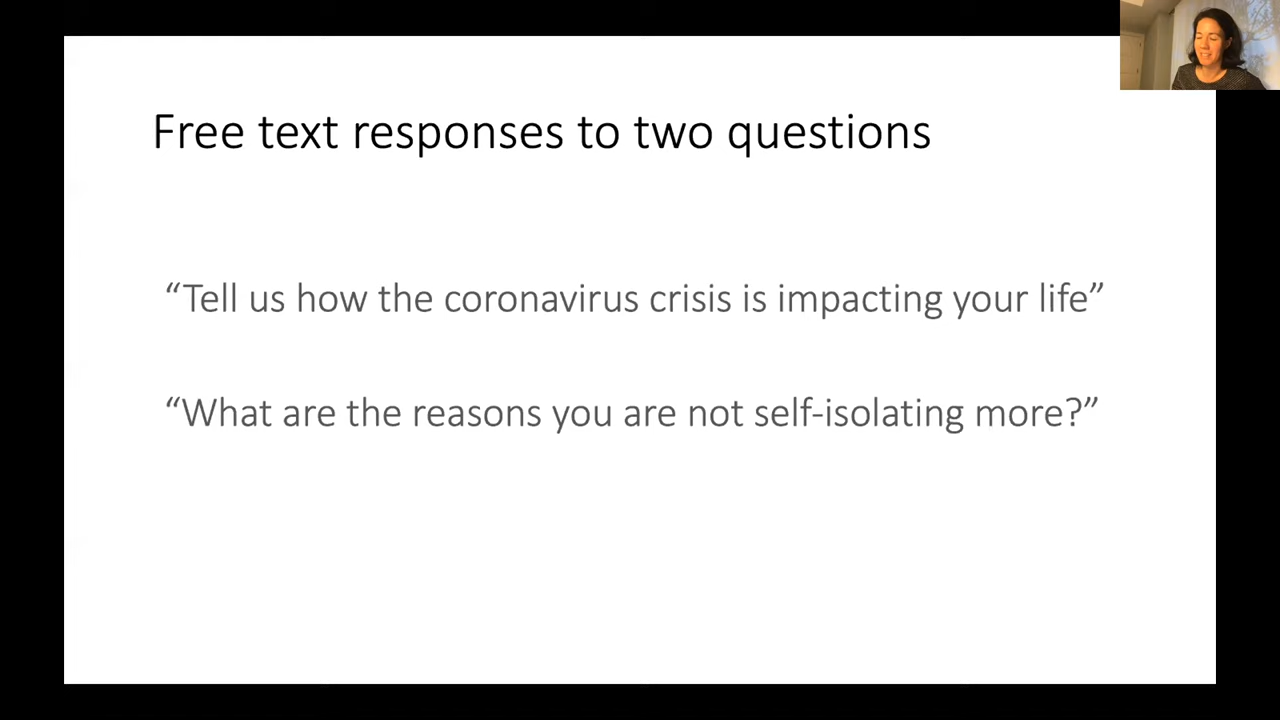 Free text responses to two questions
“Tell us how the coronavirus crisis is impacting your life”
“What are the reasons you are not self-isolating more?”